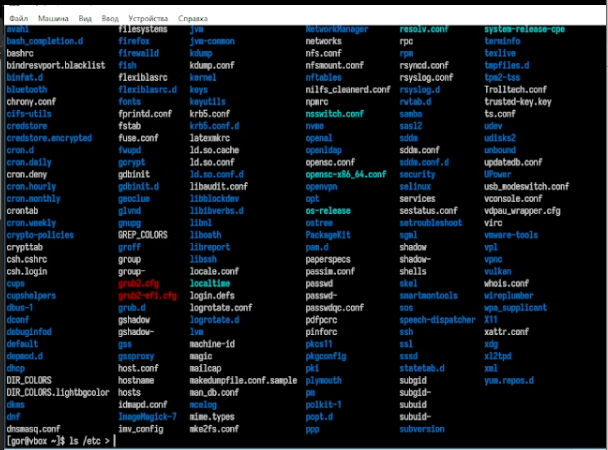 Файл Машина Вид Ввод Устройства Справка
avahi filesystems jvm NetworkManager resolv.conf system-release-cpe
bash_completion.d firefox jvm-common networks rpc terminfo
bashrc firewalld kdump nfs.conf rpm texlive
bindresvport.blacklist fish kdump.conf nfsmount.conf rsyncd.conf tmpfiles.d
binfmt.d flexiblasrc kernel nftables rsyslog.conf tpm2-tss
bluetooth flexiblasrc.d keys nilfs_cleanerd.conf rsyslog.d Trolltech.conf
chrony.conf fonts keyutils npmrc rwtab.d trusted-key.key
cifs-utils fprintd.conf krb5.conf nsswitch.conf samba ts.conf
credstore fstab krb5.conf.d nvme sasl2 udev
credstore.encrypted fuse.conf latexmkrc openal sddm udisks2
cron.d fwupd ld.so.cache openldap sddm.conf unbound
cron.daily gcrypt ld.so.conf opensc.conf sddm.conf.d updatedb.conf
cron.deny gdbinit ld.so.conf.d opensc-x86_64.conf security UPower
cron.hourly gdbinit.d libaudit.conf openvpn selinux usb_modeswitch.conf
cron.monthly geoclue libblockdev opt services vconsole.conf
crontab glvnd libibverbs.d os-release sestatus.conf vdpau_wrapper.cfg
cron.weekly gnupg libnl ostree setroubleshoot virc
crypto-policies GREP_COLORS liboath PackageKit sgml vmware-tools
crypttab groff libreport pam.d shadow vpl
csh.cshrc group libssh paperspecs shadow- vpnc
csh.login group- locale.conf passim.conf shells vulkan
cups grub2.cfg localtime passwd skel whois.conf
cupshelpers grub2-efi.cfg login.defs passwd- smartmontools wireplumber
dbus-1 grub.d logrotate.conf passwdqc.conf sos wpa_supplicant
dconf gshadow logrotate.d pdfpcrc speech-dispatcher X11
debuginfod gshadow- lvm pinforc ssh xattr.conf
default gss machine-id pkcs11 ssl xdg
depmod.d gssproxy magic pkgconfig sssd xl2tpd
dhcp host.conf mailcap pki statetab.d xml
DIR_COLORS hostname makedumpfile.conf.sample plymouth subgid yum.repos.d
DIR_COLORS.lightbgcolor hosts man_db.conf pm subgid-
dkms idmapd.conf mcelog polkit-1 subuid
dnf ImageMagick-7 mime.types popt.d subuid-
dnsmasq.conf imv_config mke2fs.conf ppp subversion
[gor@vbox ~]$ ls /etc >